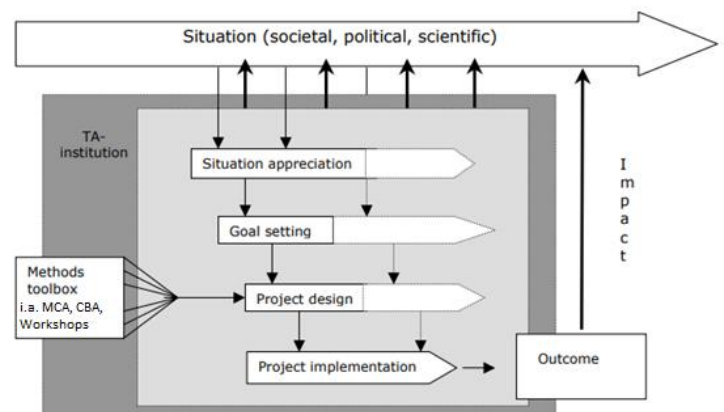 Situation (societal, political, scientific)
TA-
institution
Situation appreciation
Goal setting
Methods
toolbox
i.a. MCA, CBA,
Workshops
Project design
Project implementation
Outcome
I
m
p
a
c
t